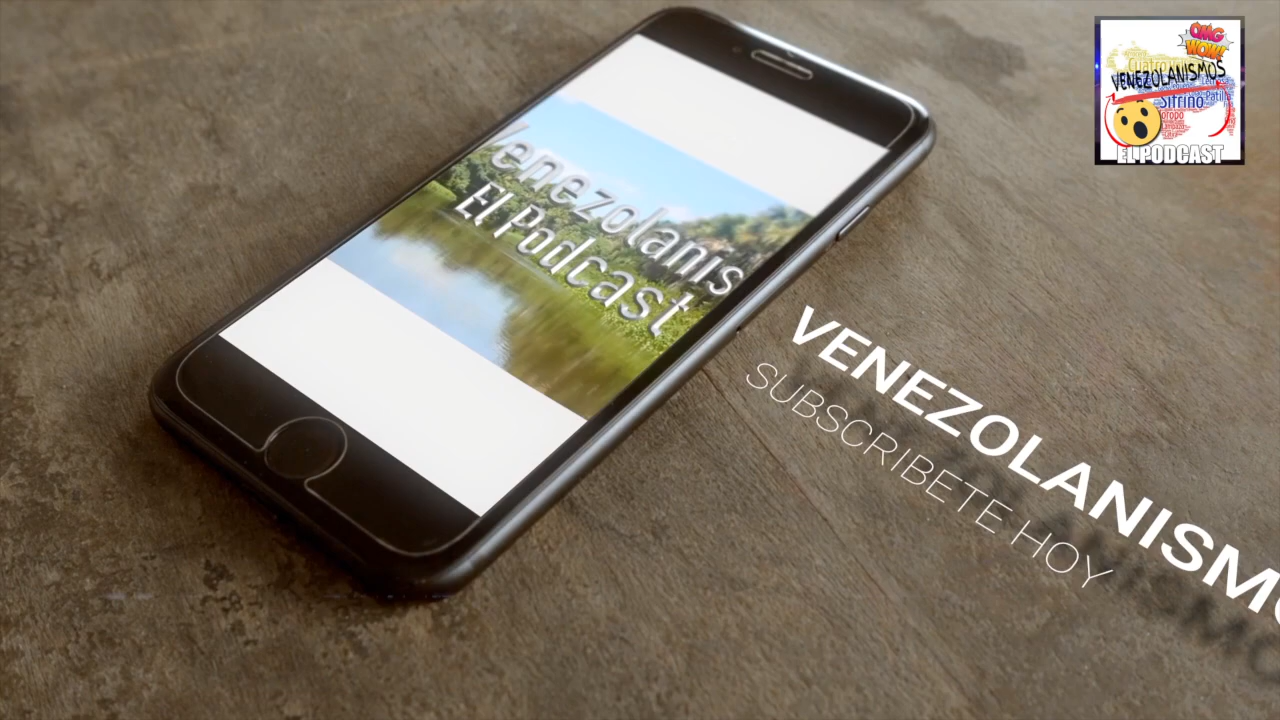 OMG
WOW!
VENEZOLANISMOS
Sifrino
EL PODCAST
Venezolanis
El Podcast
VENEZOLANISMO
SUBSCRIBETE HOY